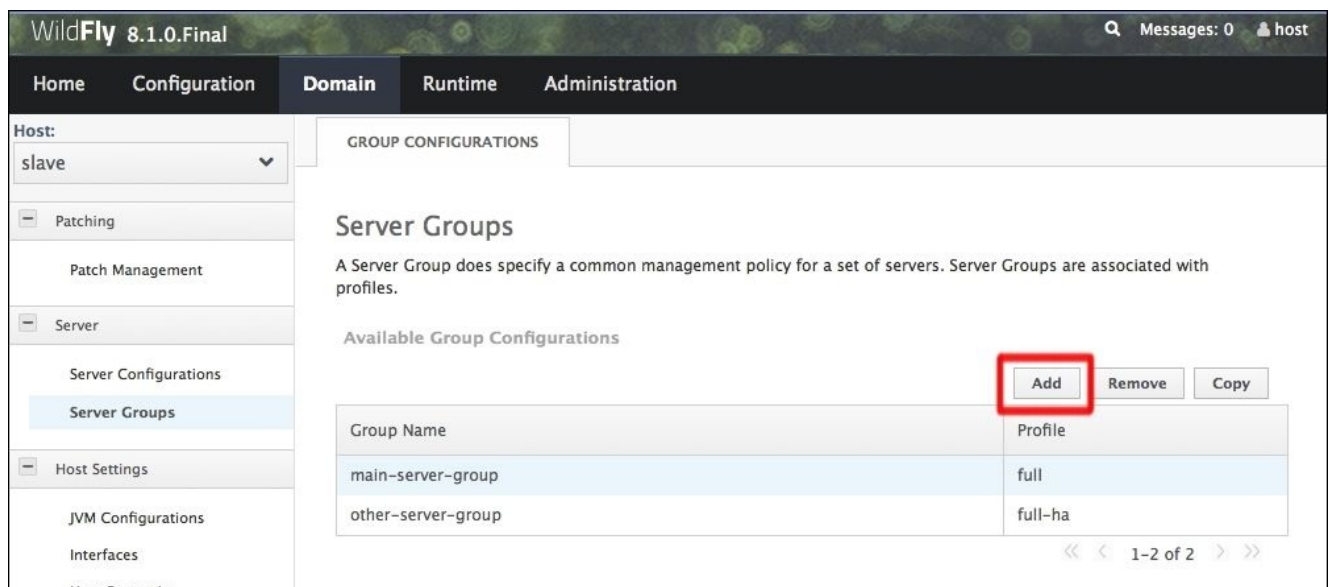 WildFly 8.1.0.Final
Messages: 0 host
Home Configuration Domain Runtime Administration
Host:
slave
Patching
Patch Management
Server
Server Configurations
Server Groups
Host Settings
JVM Configurations
Interfaces
GROUP CONFIGURATIONS
Server Groups
A Server Group does specify a common management policy for a set of servers. Server Groups are associated with
profiles.
Available Group Configurations
Add Remove Copy
Group Name Profile
main-server-group full
other-server-group full-ha
1-2 of 2